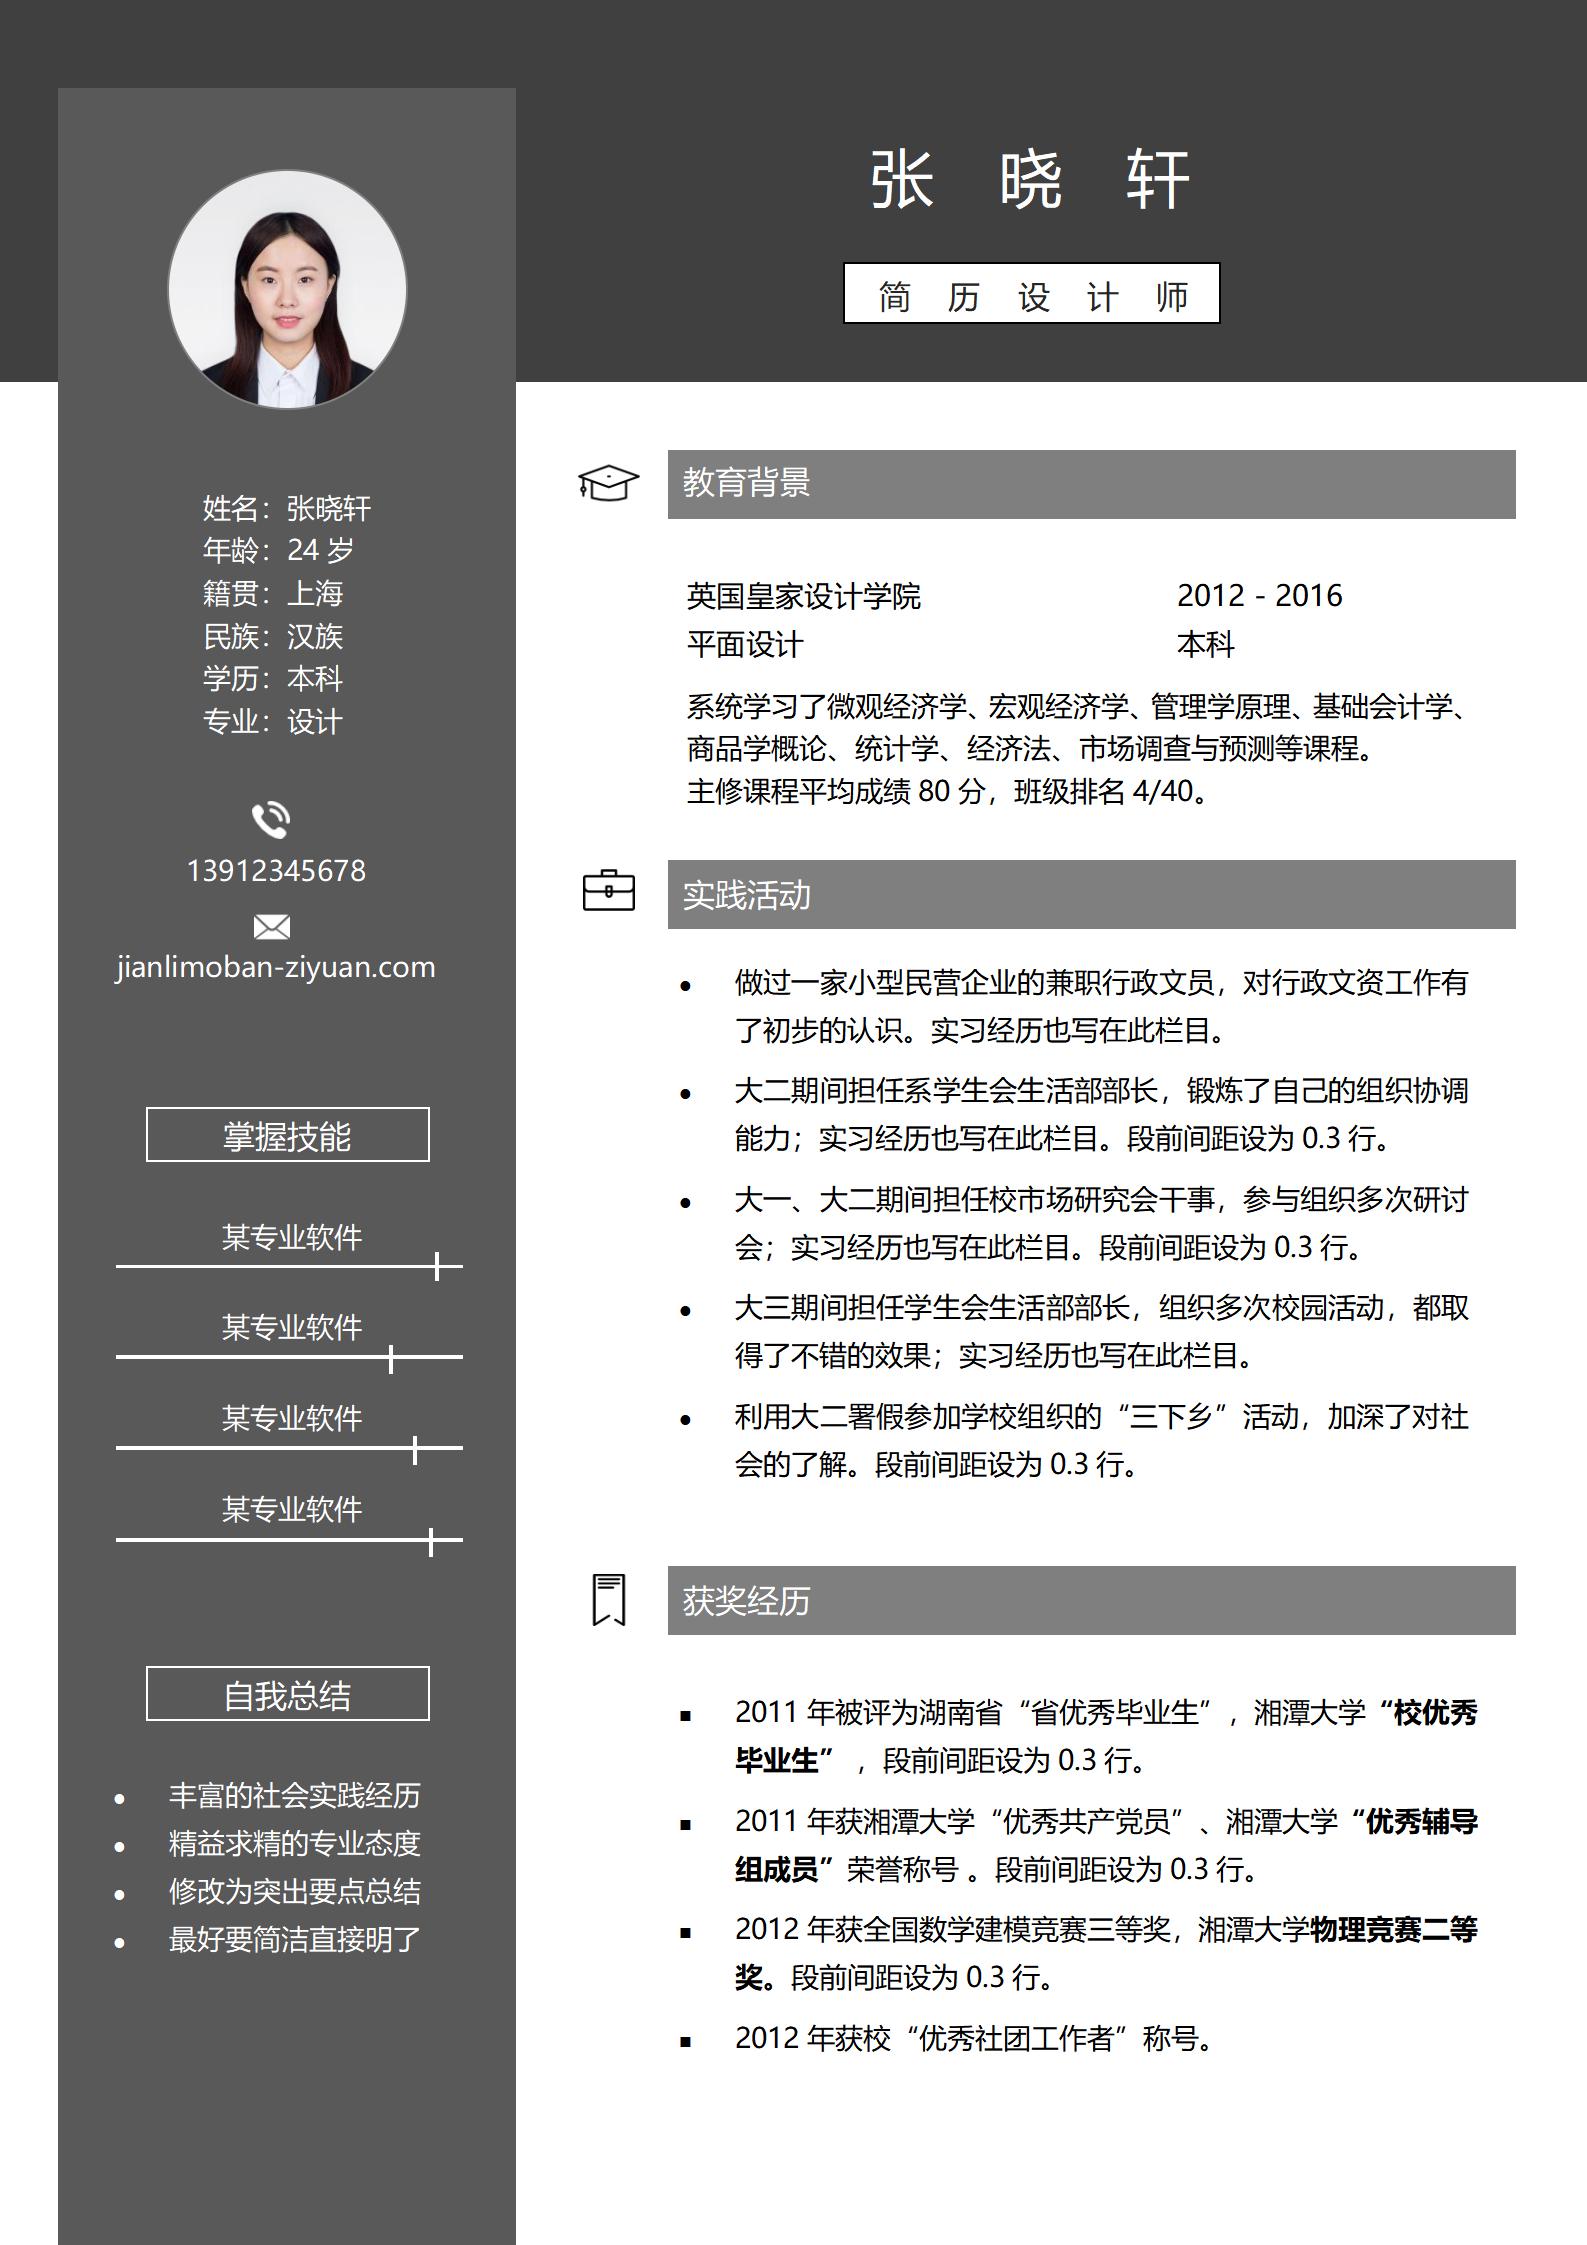 张 晓 轩
简 历 设 计 师
姓名：张晓轩
年龄：24 岁
籍贯：上海
民族：汉族
学历：本科
专业：设计
13912345678
jianlimoban-ziyuan.com
掌握技能
某专业软件
某专业软件
某专业软件
某专业软件
自我总结
● 丰富的社会实践经历
● 精益求精的专业态度
● 修改为突出要点总结
● 最好要简洁直接明了
教育背景
英国皇家设计学院 2012 - 2016
平面设计 本科
系统学习了微观经济学、宏观经济学、管理学原理、基础会计学、
商品学概论、统计学、经济法、市场调查与预测等课程。
主修课程平均成绩 80 分，班级排名 4/40。
实践活动
● 做过一家小型民营企业的兼职行政文员，对行政文资工作有
了初步的认识。实习经历也写在此栏目。
● 大二期间担任系学生会生活部部长，锻炼了自己的组织协调
能力；实习经历也写在此栏目。段前间距设为 0.3 行。
● 大一、大二期间担任校市场研究会干事，参与组织多次研讨
会；实习经历也写在此栏目。段前间距设为 0.3 行。
● 大三期间担任学生会生活部部长，组织多次校园活动，都取
得了不错的效果；实习经历也写在此栏目。
● 利用大二署假参加学校组织的“三下乡”活动，加深了对社
会的了解。段前间距设为 0.3 行。
获奖经历
■ 2011 年被评为湖南省“省优秀毕业生”，湘潭大学“校优秀
毕业生” ，段前间距设为 0.3 行。
■ 2011 年获湘潭大学“优秀共产党员”、湘潭大学“优秀辅导
组成员”荣誉称号 。段前间距设为 0.3 行。
■ 2012 年获全国数学建模竞赛三等奖，湘潭大学物理竞赛二等
奖。段前间距设为 0.3 行。
■ 2012 年获校“优秀社团工作者”称号。